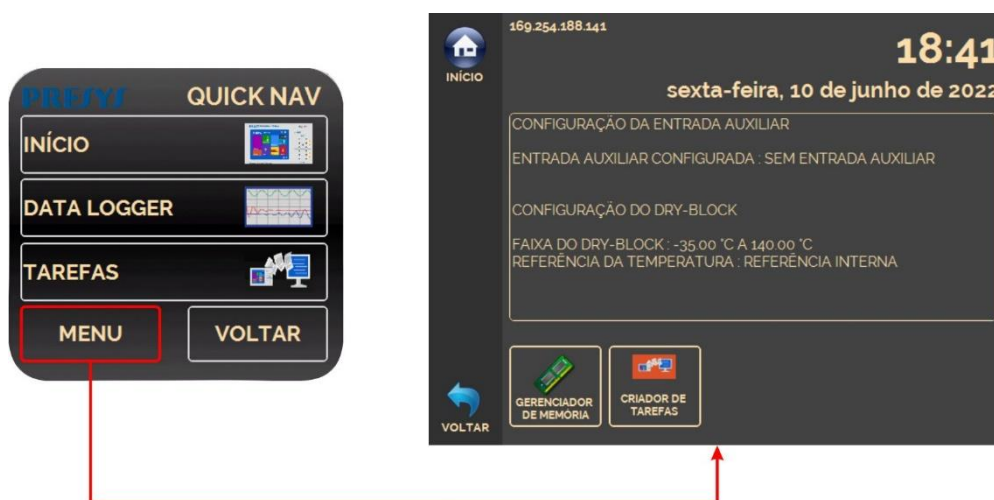 PRESYS QUICK NAV
INÍCIO
DATA LOGGER
TAREFAS
MENU
VOLTAR
INÍCIO
VOLTAR
169.254.188.141
18:41
sexta-feira, 10 de junho de 2022
CONFIGURAÇÃO DA ENTRADA AUXILIAR
ENTRADA AUXILIAR CONFIGURADA : SEM ENTRADA AUXILIAR
CONFIGURAÇÃO DO DRY-BLOCK
FAIXA DO DRY-BLOCK : -35.00 °C A 140.00 °C
REFERÊNCIA DA TEMPERATURA : REFERÊNCIA INTERNA
GERENCIADOR
DE MEMÓRIA
CRIADOR DE
TAREFAS